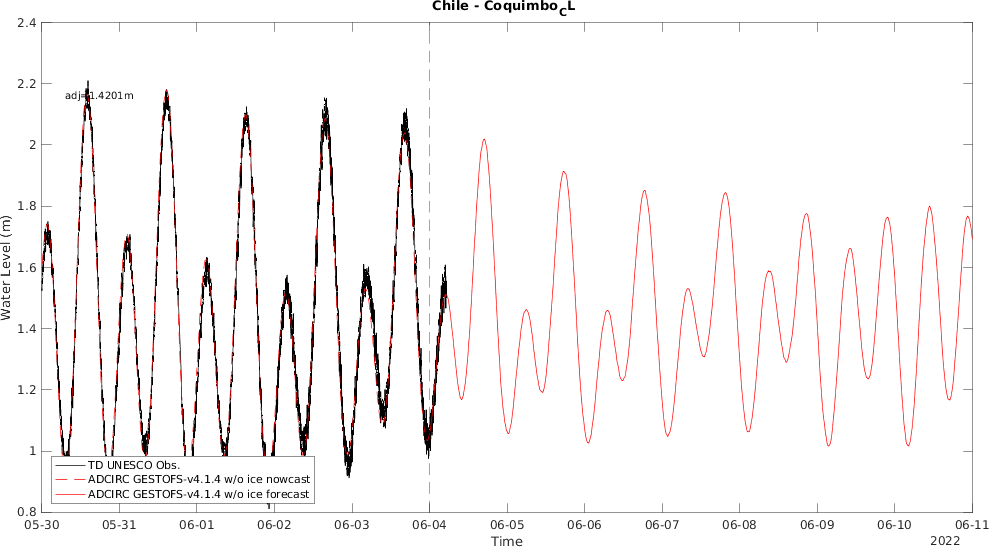 Chile - Coquimbo_CL
2.4
2.2
2
1.8
1.6
1.4
1.2
1
0.8
Water Level (m)
adj=1.4201m
TD UNESCO Obs.
ADCIRC GESTOFS-v4.1.4 w/o ice nowcast
ADCIRC GESTOFS-v4.1.4 w/o ice forecast
05-30 05-31 06-01 06-02 06-03 06-04 06-05 06-06 06-07 06-08 06-09 06-10 06-11
Time
2022